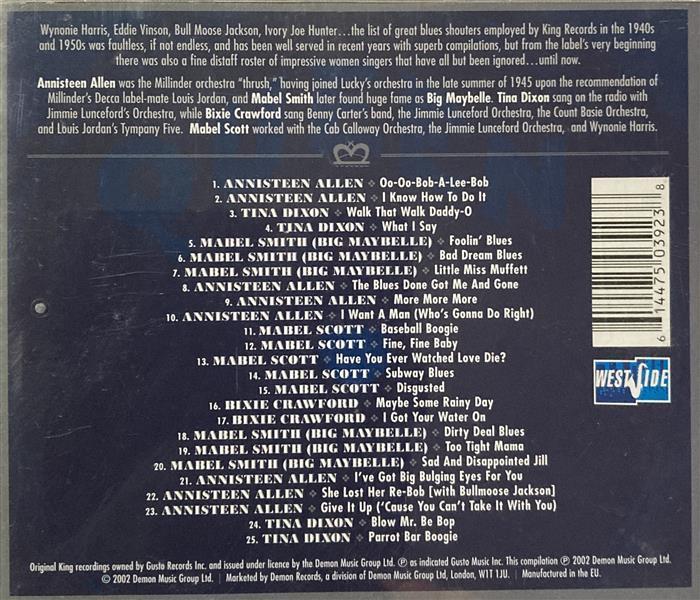 Wynonie Harris, Eddie Vinson, Bull Moose Jackson, Ivory Joe Hunter…the list of great blues shouters employed by King Records in the 1940s
and 1950s was faultless, if not endless, and has been well served in recent years with superb compilations, but from the label's very beginning
there was also a fine distaff roster of impressive women singers that have all but been ignored...until now.
Annisteen Allen was the Millinder orchestra "thrush," having joined Lucky's orchestra in the late summer of 1945 upon the recommendation of
Millinder's Decca label-mate Louis Jordan, and Mabel Smith later found huge fame as Big Maybelle. Tina Dixon sang on the radio with
Jimmie Lunceford's Orchestra, while Bixie Crawford sang Benny Carter's band, the Jimmie Lunceford Orchestra, the Count Basie Orchestra,
and Louis Jordan's Tympany Five. Mabel Scott worked with the Cab Calloway Orchestra, the Jimmie Lunceford Orchestra, and Wynonie Harris.
1. ANNISTEEN ALLEN ❖ Oo-Oo-Bob-A-Lee-Bob
2. ANNISTEEN ALLEN ❖ I Know How To Do It
3. TINA DIXON ❖ Walk That Walk Daddy-O
4. TINA DIXON ❖ What I Say
5. MABEL SMITH (BIG MAYBELLE) ❖ Foolin' Blues
6. MABEL SMITH (BIG MAYBELLE) ❖ Bad Dream Blues
7. MABEL SMITH (BIG MAYBELLE) ❖ Little Miss Muffett
8. ANNISTEEN ALLEN ❖ The Blues Done Got Me And Gone
9. ANNISTEEN ALLEN ❖ More More More
10. ANNISTEEN ALLEN ❖ I Want A Man (Who's Gonna Do Right)
11. MABEL SCOTT ❖ Baseball Boogie
12. MABEL SCOTT ❖ Fine, Fine Baby
13. MABEL SCOTT ❖ Have You Ever Watched Love Die?
14. MABEL SCOTT ❖ Subway Blues
15. MABEL SCOTT ❖ Disgusted
16. BIXIE CRAWFORD ❖ Maybe Some Rainy Day
17. BIXIE CRAWFORD ❖ I Got Your Water On
18. MABEL SMITH (BIG MAYBELLE) ❖ Dirty Deal Blues
19. MABEL SMITH (BIG MAYBELLE) ❖ Too Tight Mama
20. MABEL SMITH (BIG MAYBELLE) ❖ Sad And Disappointed Jill
21. ANNISTEEN ALLEN ❖ I've Got Big Bulging Eyes For You
22. ANNISTEEN ALLEN ❖ She Lost Her Re-Bob [with Bullmoose Jackson]
23. ANNISTEEN ALLEN ❖ Give It Up ('Cause You Can't Take It With You)
24. TINA DIXON ❖ Blow Mr. Be Bop
25. TINA DIXON ❖ Parrot Bar Boogie
6 14475 03923 8
WESTSIDE
Original King recordings owned by Gusto Records Inc. and issued under licence by the Demon Music Group Ltd. ℗ as indicated Gusto Music Inc. This compilation ℗ 2002 Demon Music Group Ltd.
© 2002 Demon Music Group Ltd. | Marketed by Demon Records, a division of Demon Music Group Ltd, London, W1T 1JU. | Manufactured in the EU.